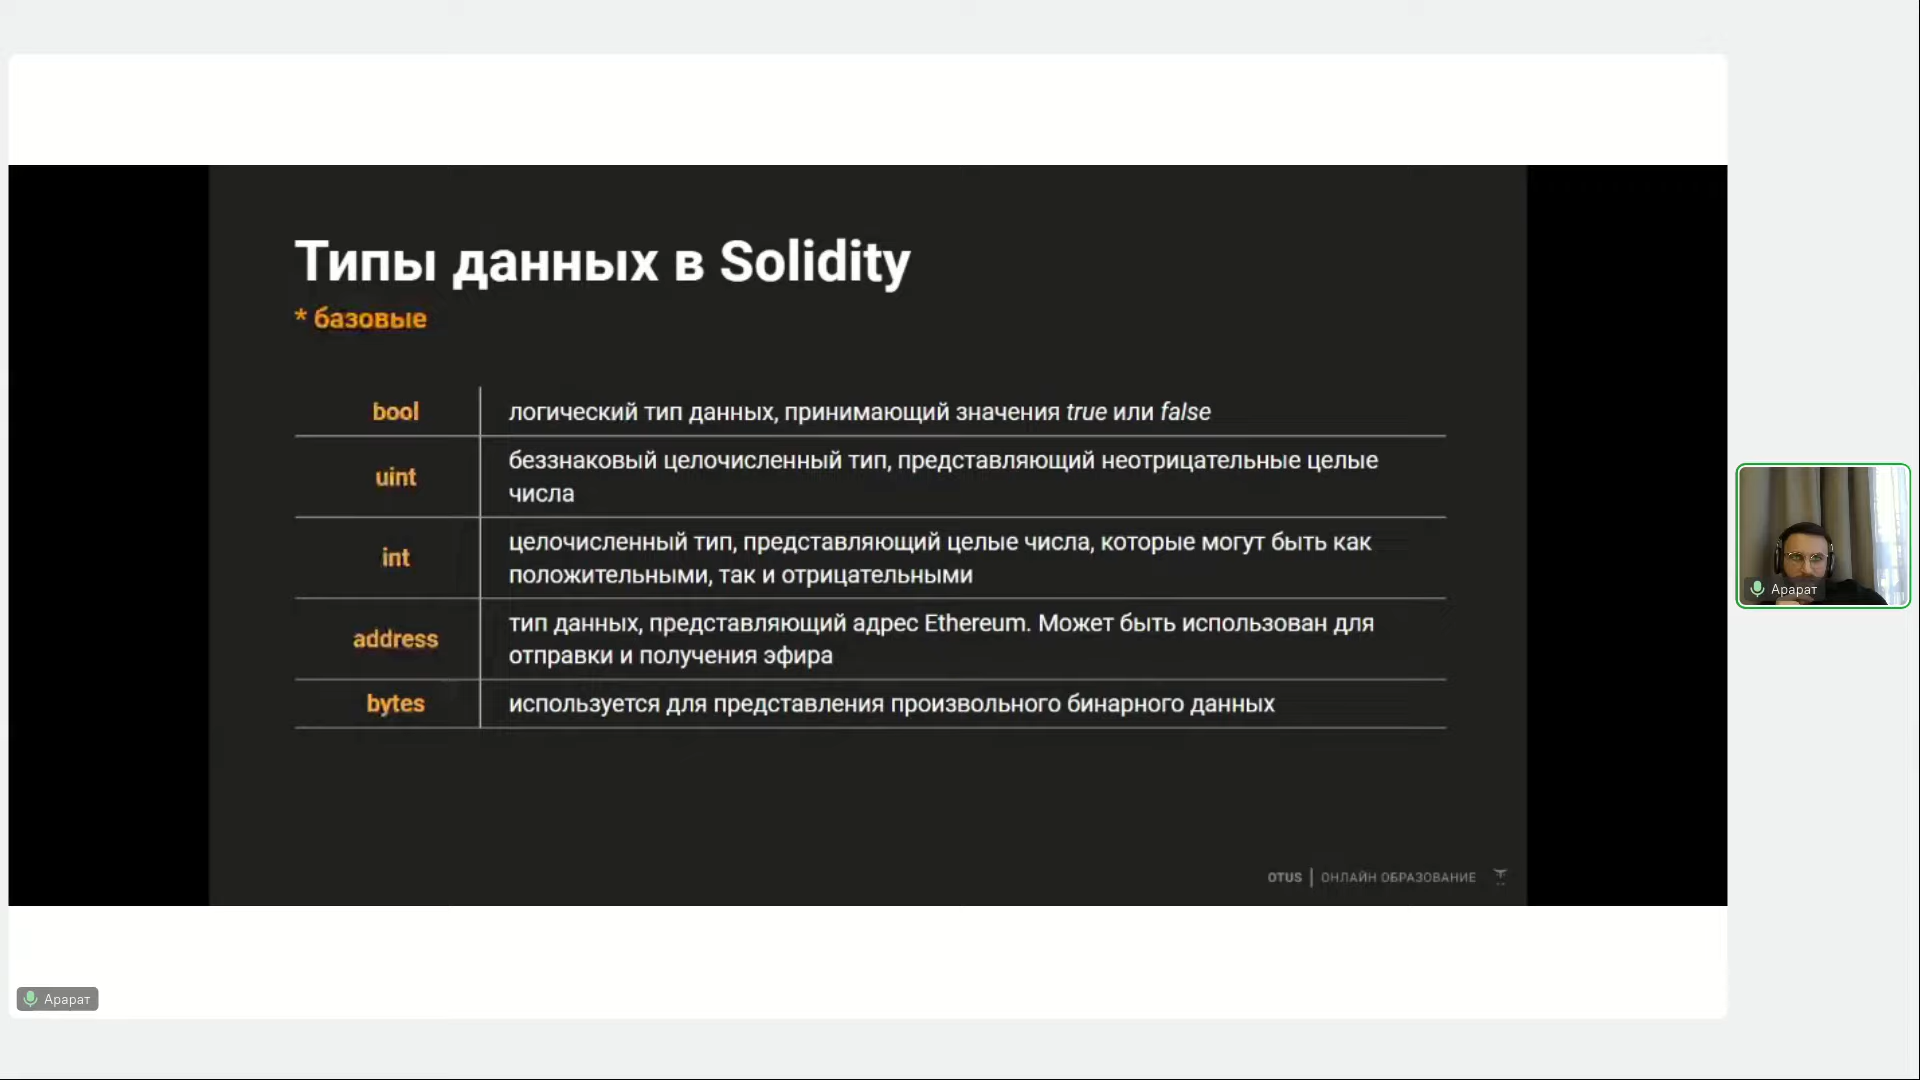 Типы данных в Solidity
* базовые
bool
логический тип данных, принимающий значения true или false
uint
беззнаковый целочисленный тип, представляющий неотрицательные целые
числа
int
целочисленный тип, представляющий целые числа, которые могут быть как
положительными, так и отрицательными
address
тип данных, представляющий адрес Ethereum. Может быть использован для
отправки и получения эфира
bytes
используется для представления произвольного бинарного данных
OTUS | ОНЛАЙН ОБРАЗОВАНИЕ
Арарат
Арарат